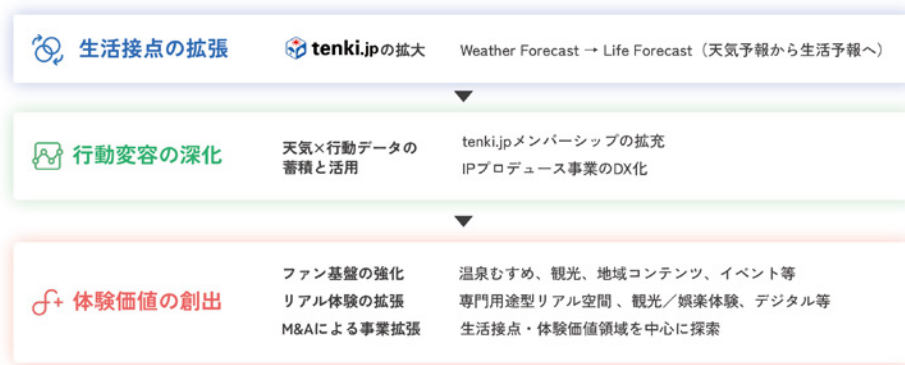 生活接点の拡張
tenki.jpの拡大
Weather Forecast → Life Forecast（天気予報から生活予報へ）
行動変容の深化
天気×行動データの
蓄積と活用
tenki.jpメンバーシップの拡充
IPプロデュース事業のDX化
体験価値の創出
ファン基盤の強化
温泉むすめ、観光、地域コンテンツ、イベント等
リアル体験の拡張
専門用途型リアル空間 、観光／娯楽体験、デジタル等
M&Aによる事業拡張
生活接点・体験価値領域を中心に探索